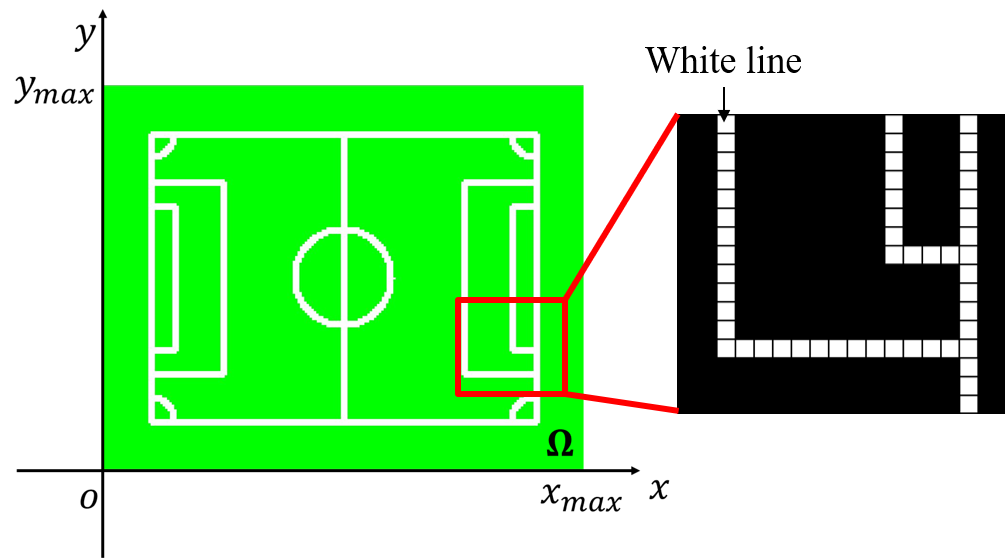 y
y_max
White line
Ω
o
x_max
x